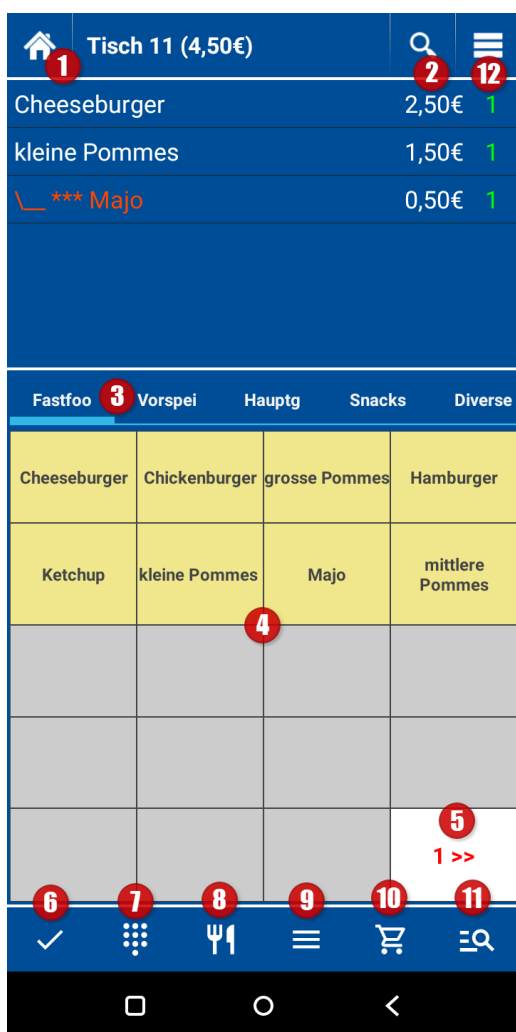 1
Tisch 11 (4,50€)
2
12
Cheeseburger 2,50€ 1
kleine Pommes 1,50€ 1
\__ *** Majo 0,50€ 1
Fastfoo 3 Vorspei Hauptg Snacks Diverse
Cheeseburger Chickenburger grosse Pommes Hamburger
Ketchup kleine Pommes Majo mittlere
Pommes
4
5
1 >>
6 7 8 9 10 11